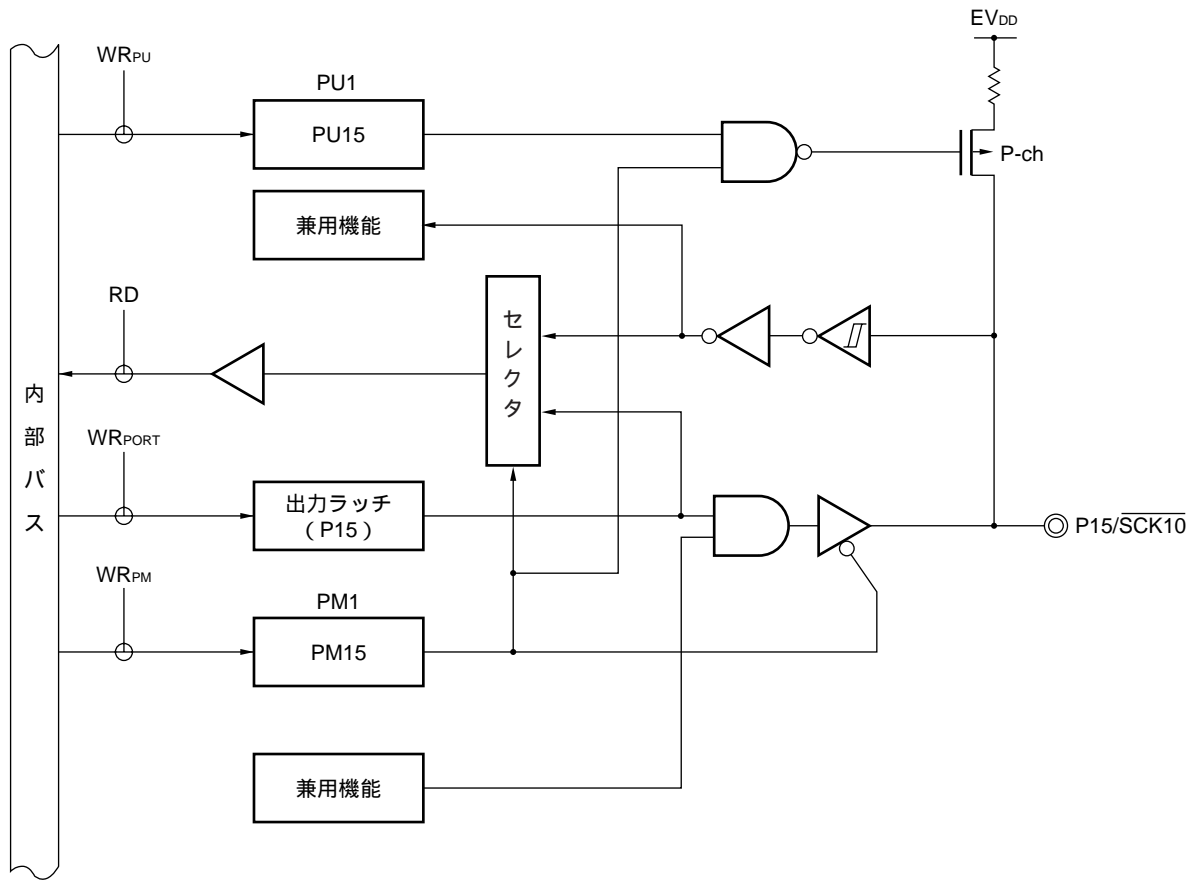 EVDD
WRPU
PU1
PU15
P-ch
兼用機能
RD
セレクタ
内部バス
WRPORT
出力ラッチ
（P15）
P15/SCK10
WRPM
PM1
PM15
兼用機能